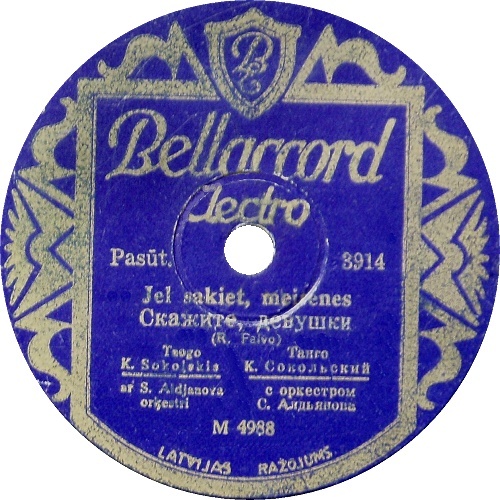 Bellaccord
Electro
Pasūt. 3914
Jel sakiet, meitenes
Скажите, девушки
(R. Falvo)
Tango Танго
K. Sokoļskis К. Сокольский
ar S. Aldjanova с оркестром
orķestri С. Алдьянова
M 4988
LATVIJAS RAŽOJUMS